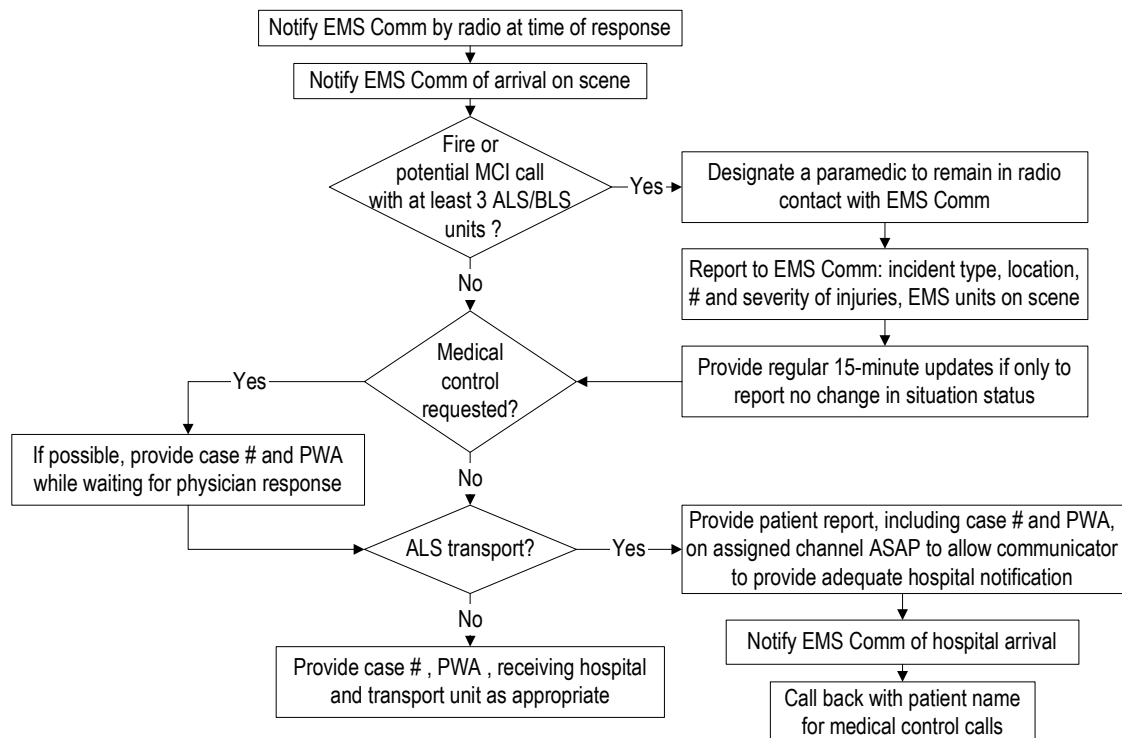 Notify EMS Comm by radio at time of response
Notify EMS Comm of arrival on scene
Fire or
potential MCI call
with at least 3 ALS/BLS
units ?
Yes
Designate a paramedic to remain in radio
contact with EMS Comm
Report to EMS Comm: incident type, location,
# and severity of injuries, EMS units on scene
Provide regular 15-minute updates if only to
report no change in situation status
No
Medical
control
requested?
Yes
If possible, provide case # and PWA
while waiting for physician response
No
ALS transport?
Yes
Provide patient report, including case # and PWA,
on assigned channel ASAP to allow communicator
to provide adequate hospital notification
Notify EMS Comm of hospital arrival
Call back with patient name
for medical control calls
No
Provide case # , PWA , receiving hospital
and transport unit as appropriate